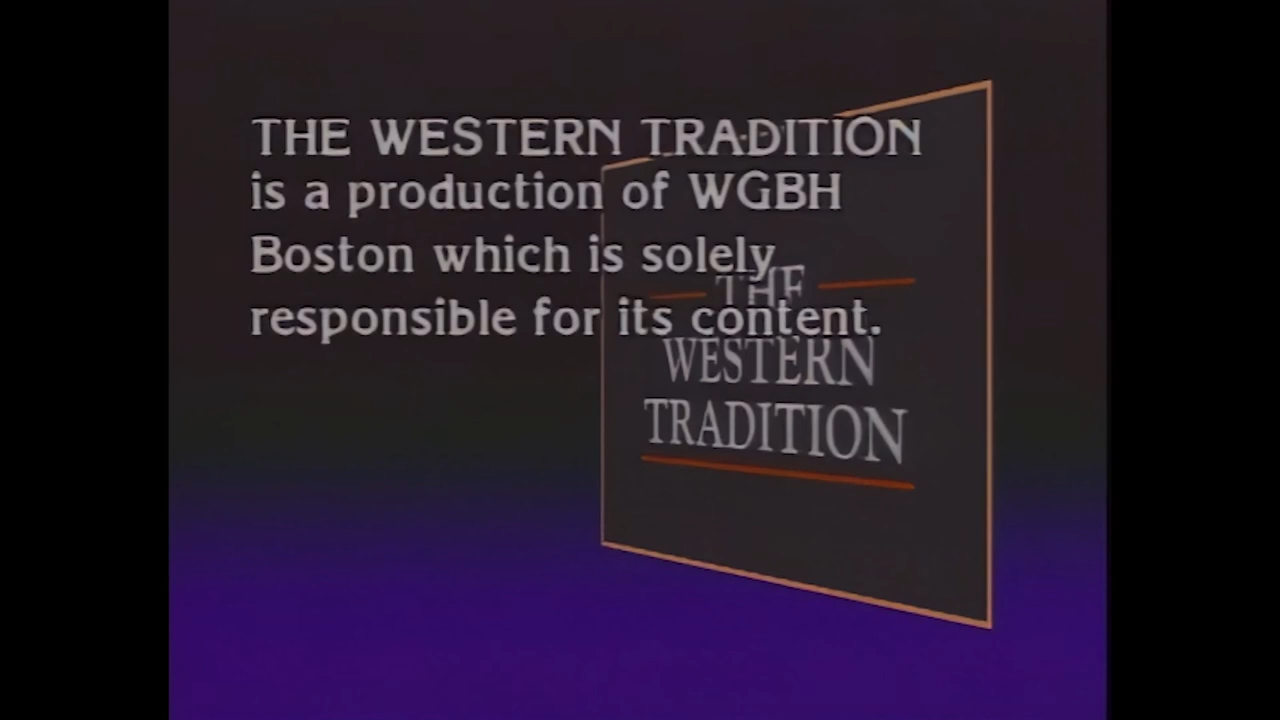 THE WESTERN TRADITION
is a production of WGBH
Boston which is solely
responsible for its content.
THE
WESTERN
TRADITION